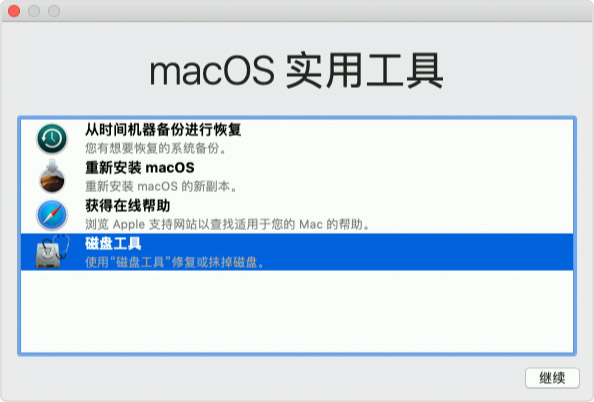 macOS 实用工具
从时间机器备份进行恢复
您有想要恢复的系统备份。
重新安装 macOS
重新安装 macOS 的新副本。
获得在线帮助
浏览 Apple 支持网站以查找适用于您的 Mac 的帮助。
磁盘工具
使用“磁盘工具”修复或抹掉磁盘。
继续